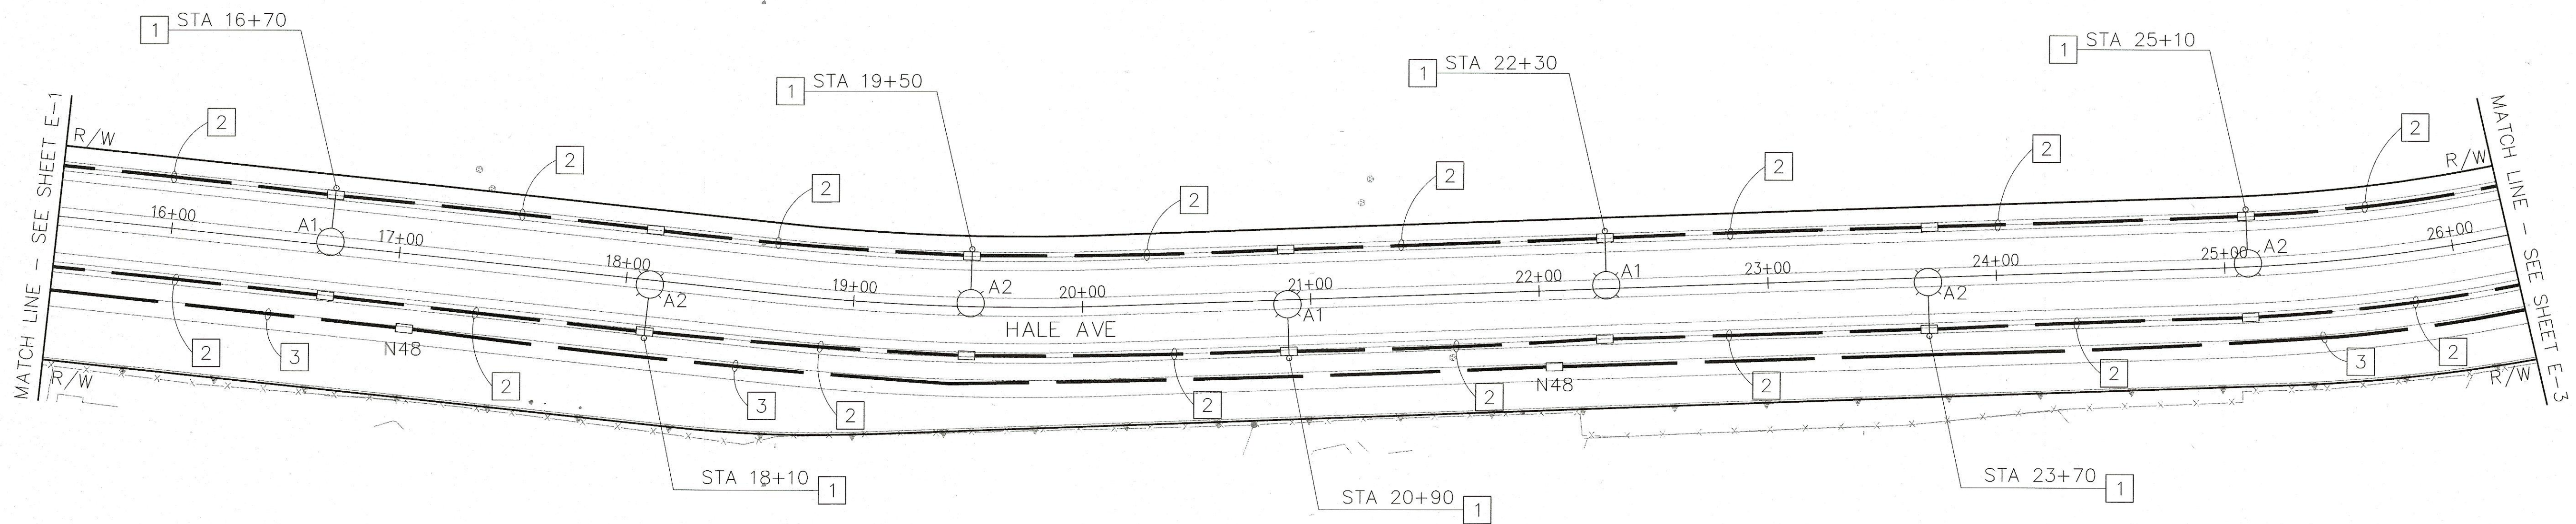 1 STA 16+70
1 STA 19+50
1 STA 22+30
1 STA 25+10
MATCH LINE - SEE SHEET E-1
MATCH LINE - SEE SHEET E-3
R/W
R/W
2
2
2
2
2
2
2
2
16+00
A1
17+00
18+00
A2
19+00
A2
20+00
21+00
A1
22+00
A1
23+00
A2
24+00
25+00
A2
26+00
HALE AVE
N48
N48
2
3
2
3
2
2
2
2
2
3
2
R/W
R/W
STA 18+10 1
STA 20+90 1
STA 23+70 1